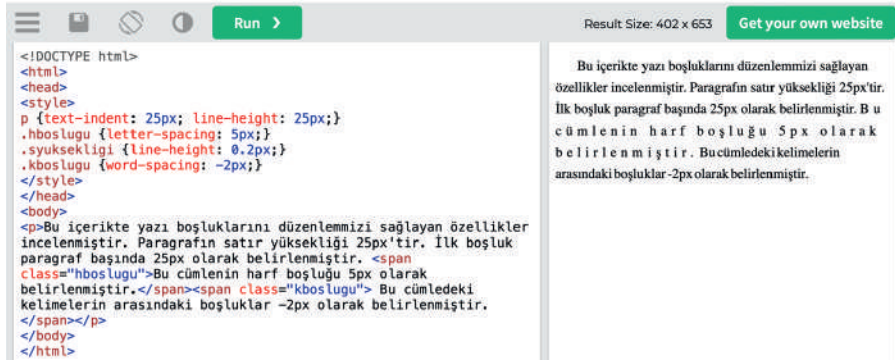 Run ❯
Result Size: 402 x 653
Get your own website
<!DOCTYPE html>
<html>
<head>
<style>
p {text-indent: 25px; line-height: 25px;}
.hboslugu {letter-spacing: 5px;}
.syuksekligi {line-height: 0.2px;}
.kboslugu {word-spacing: -2px;}
</style>
</head>
<body>
<p>Bu içerikte yazı boşluklarını düzenlemmizi sağlayan özellikler
incelenmiştir. Paragrafın satır yüksekliği 25px'tir. İlk boşluk
paragraf başında 25px olarak belirlenmiştir. <span
class="hboslugu">Bu cümlenin harf boşluğu 5px olarak
belirlenmiştir.</span><span class="kboslugu"> Bu cümledeki
kelimelerin arasındaki boşluklar -2px olarak belirlenmiştir.
</span></p>
</body>
</html>
Bu içerikte yazı boşluklarını düzenlemmizi sağlayan
özellikler incelenmiştir. Paragrafın satır yüksekliği 25px'tir.
İlk boşluk paragraf başında 25px olarak belirlenmiştir. B u
c ü m l e n i n h a r f b o ş l u ğ u 5 p x o l a r a k
b e l i r l e n m i ş t i r . Bu cümledeki kelimelerin
arasındaki boşluklar -2px olarak belirlenmiştir.